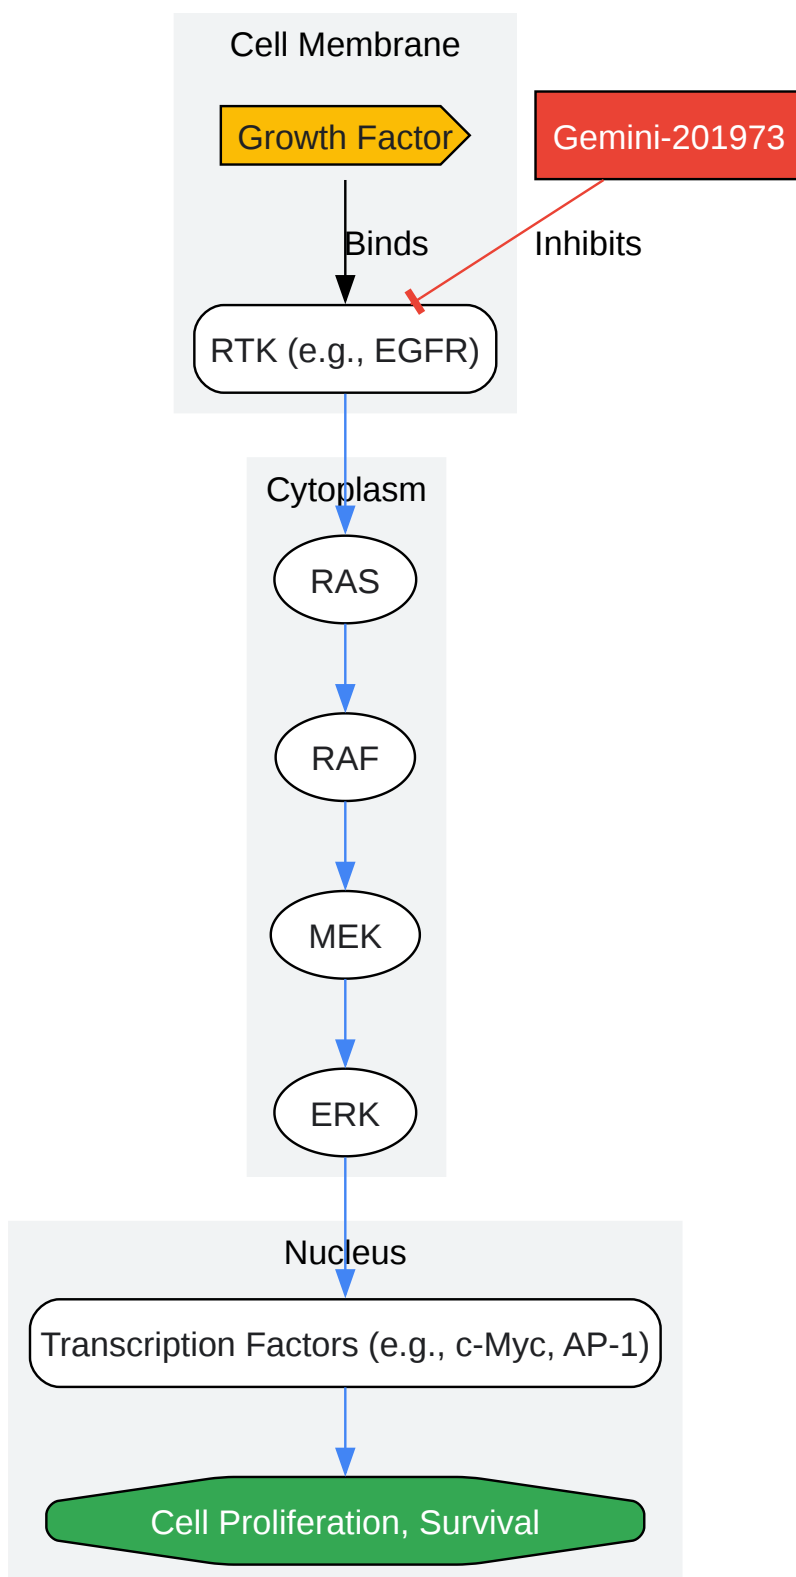 Cell Membrane
Growth Factor
Gemini-201973
Binds
Inhibits
RTK (e.g., EGFR)
Cytoplasm
RAS
RAF
MEK
ERK
Nucleus
Transcription Factors (e.g., c-Myc, AP-1)
Cell Proliferation, Survival